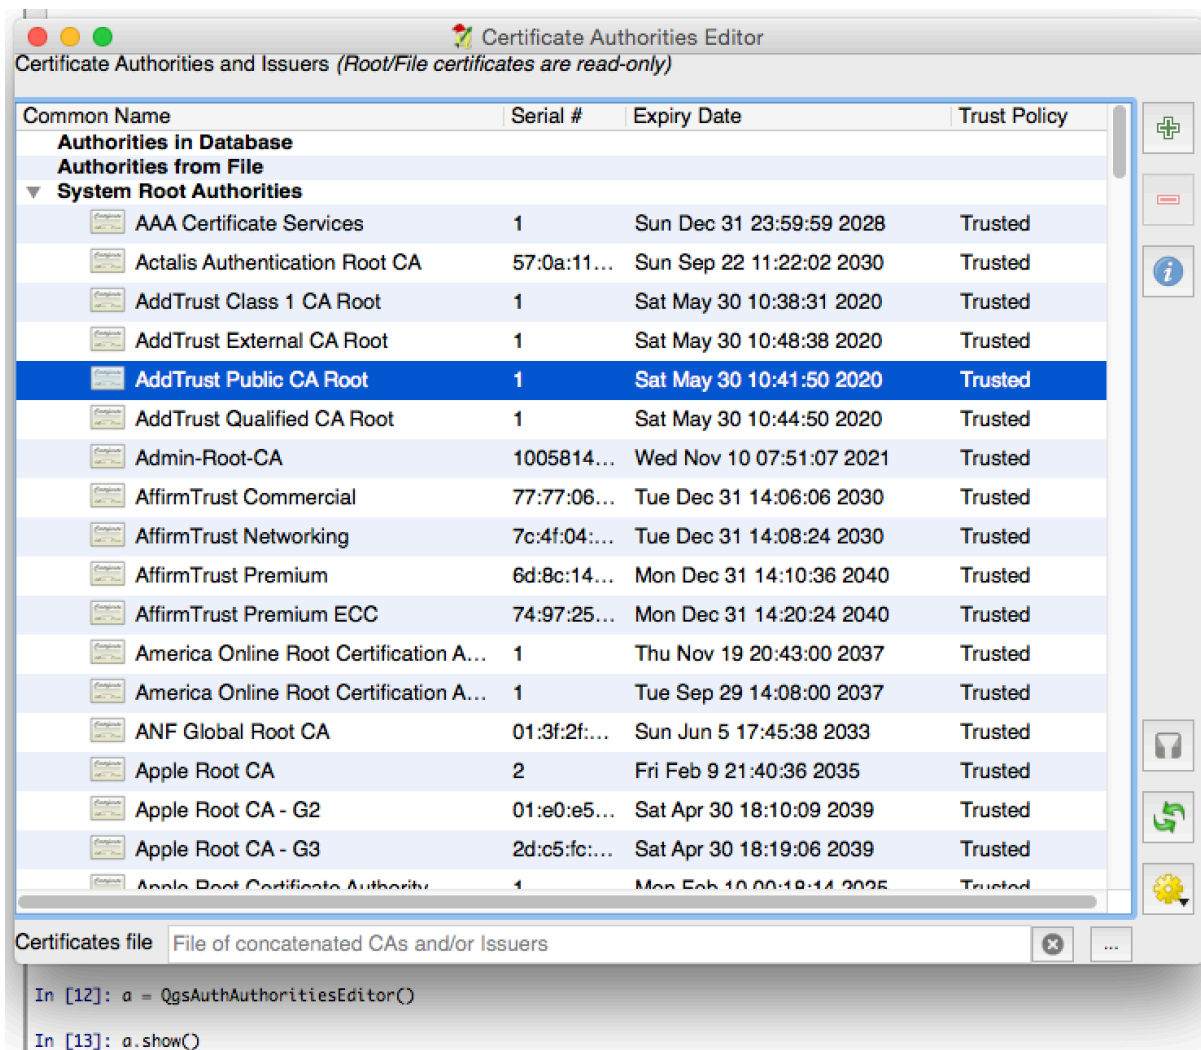 Certificate Authorities Editor
Certificate Authorities and Issuers (Root/File certificates are read-only)
Common Name Serial # Expiry Date Trust Policy
Authorities in Database
Authorities from File
System Root Authorities
AAA Certificate Services 1 Sun Dec 31 23:59:59 2028 Trusted
Actalis Authentication Root CA 57:0a:11... Sun Sep 22 11:22:02 2030 Trusted
AddTrust Class 1 CA Root 1 Sat May 30 10:38:31 2020 Trusted
AddTrust External CA Root 1 Sat May 30 10:48:38 2020 Trusted
AddTrust Public CA Root 1 Sat May 30 10:41:50 2020 Trusted
AddTrust Qualified CA Root 1 Sat May 30 10:44:50 2020 Trusted
Admin-Root-CA 1005814... Wed Nov 10 07:51:07 2021 Trusted
AffirmTrust Commercial 77:77:06... Tue Dec 31 14:06:06 2030 Trusted
AffirmTrust Networking 7c:4f:04:... Tue Dec 31 14:08:24 2030 Trusted
AffirmTrust Premium 6d:8c:14... Mon Dec 31 14:10:36 2040 Trusted
AffirmTrust Premium ECC 74:97:25... Mon Dec 31 14:20:24 2040 Trusted
America Online Root Certification A... 1 Thu Nov 19 20:43:00 2037 Trusted
America Online Root Certification A... 1 Tue Sep 29 14:08:00 2037 Trusted
ANF Global Root CA 01:3f:2f:... Sun Jun 5 17:45:38 2033 Trusted
Apple Root CA 2 Fri Feb 9 21:40:36 2035 Trusted
Apple Root CA - G2 01:e0:e5... Sat Apr 30 18:10:09 2039 Trusted
Apple Root CA - G3 2d:c5:fc:... Sat Apr 30 18:19:06 2039 Trusted
Apple Root Certificate Authority 1 Mon Feb 10 00:18:14 2025 Trusted
Certificates file File of concatenated CAs and/or Issuers ...
In [12]: a = QgsAuthAuthoritiesEditor()
In [13]: a.show()